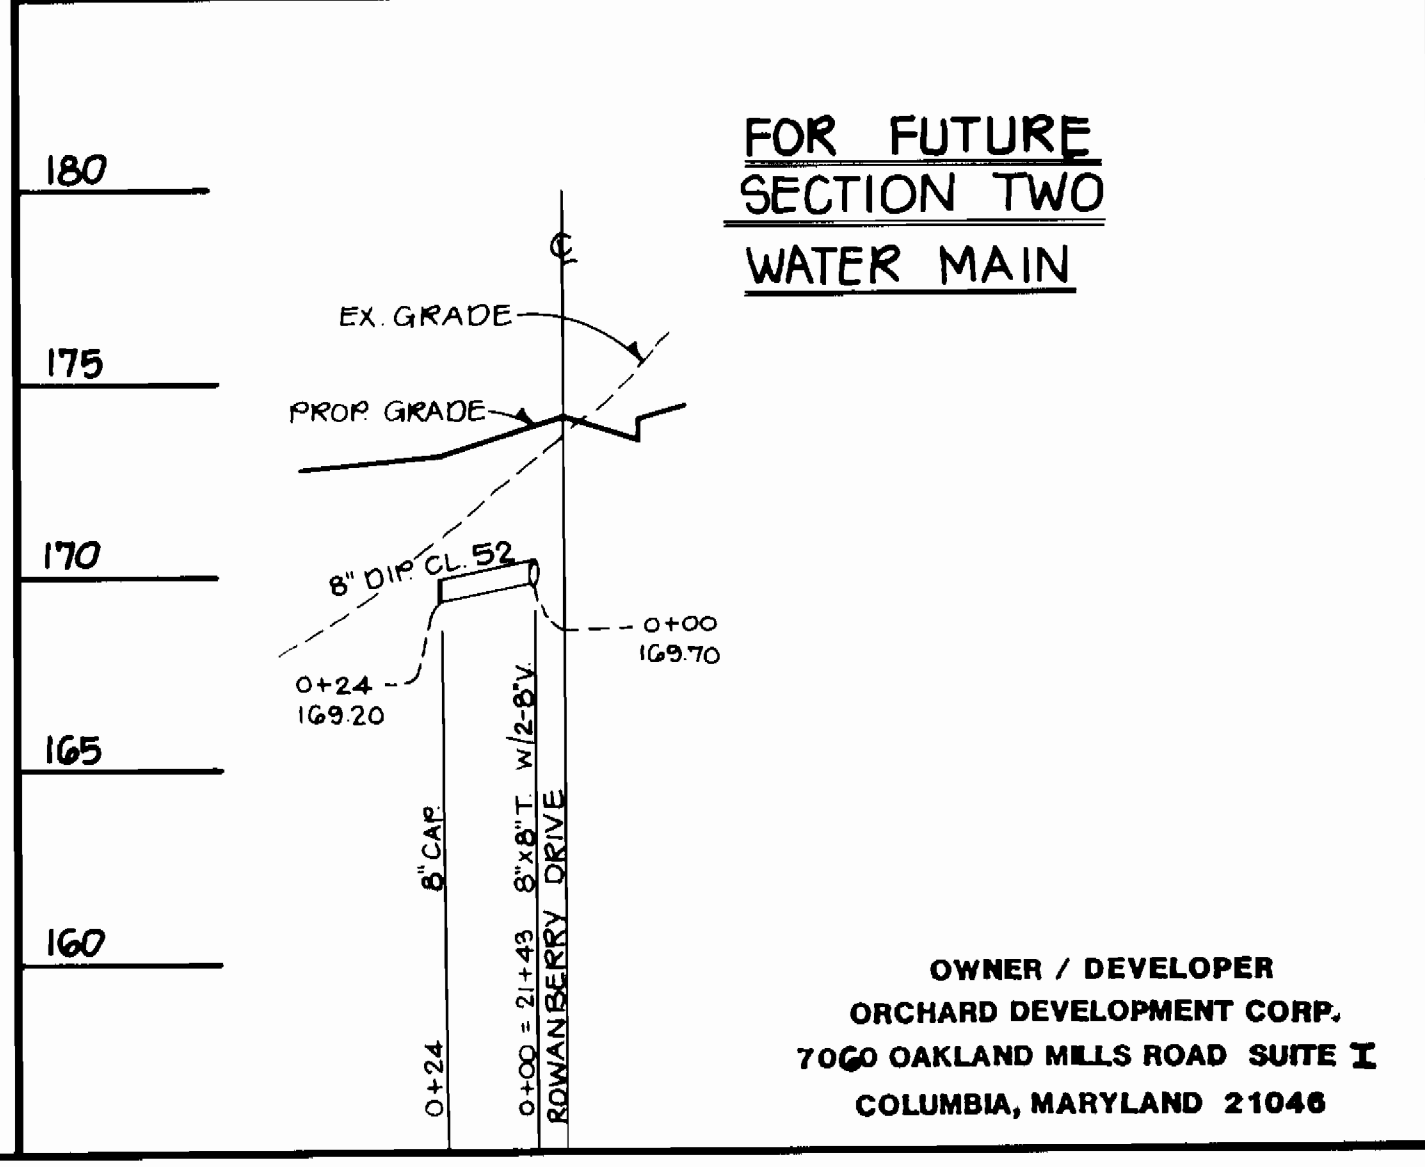 FOR FUTURE
SECTION TWO
WATER MAIN
180
175
170
165
160
℄
EX. GRADE
PROP. GRADE
8" DIP. CL. 52
0+00
169.70
0+24
169.20
8" CAP.
0+24
8"x8" T. W/2-8"V.
0+00 = 21+43
ROWANBERRY DRIVE
OWNER / DEVELOPER
ORCHARD DEVELOPMENT CORP.
7060 OAKLAND MILLS ROAD SUITE I
COLUMBIA, MARYLAND 21046